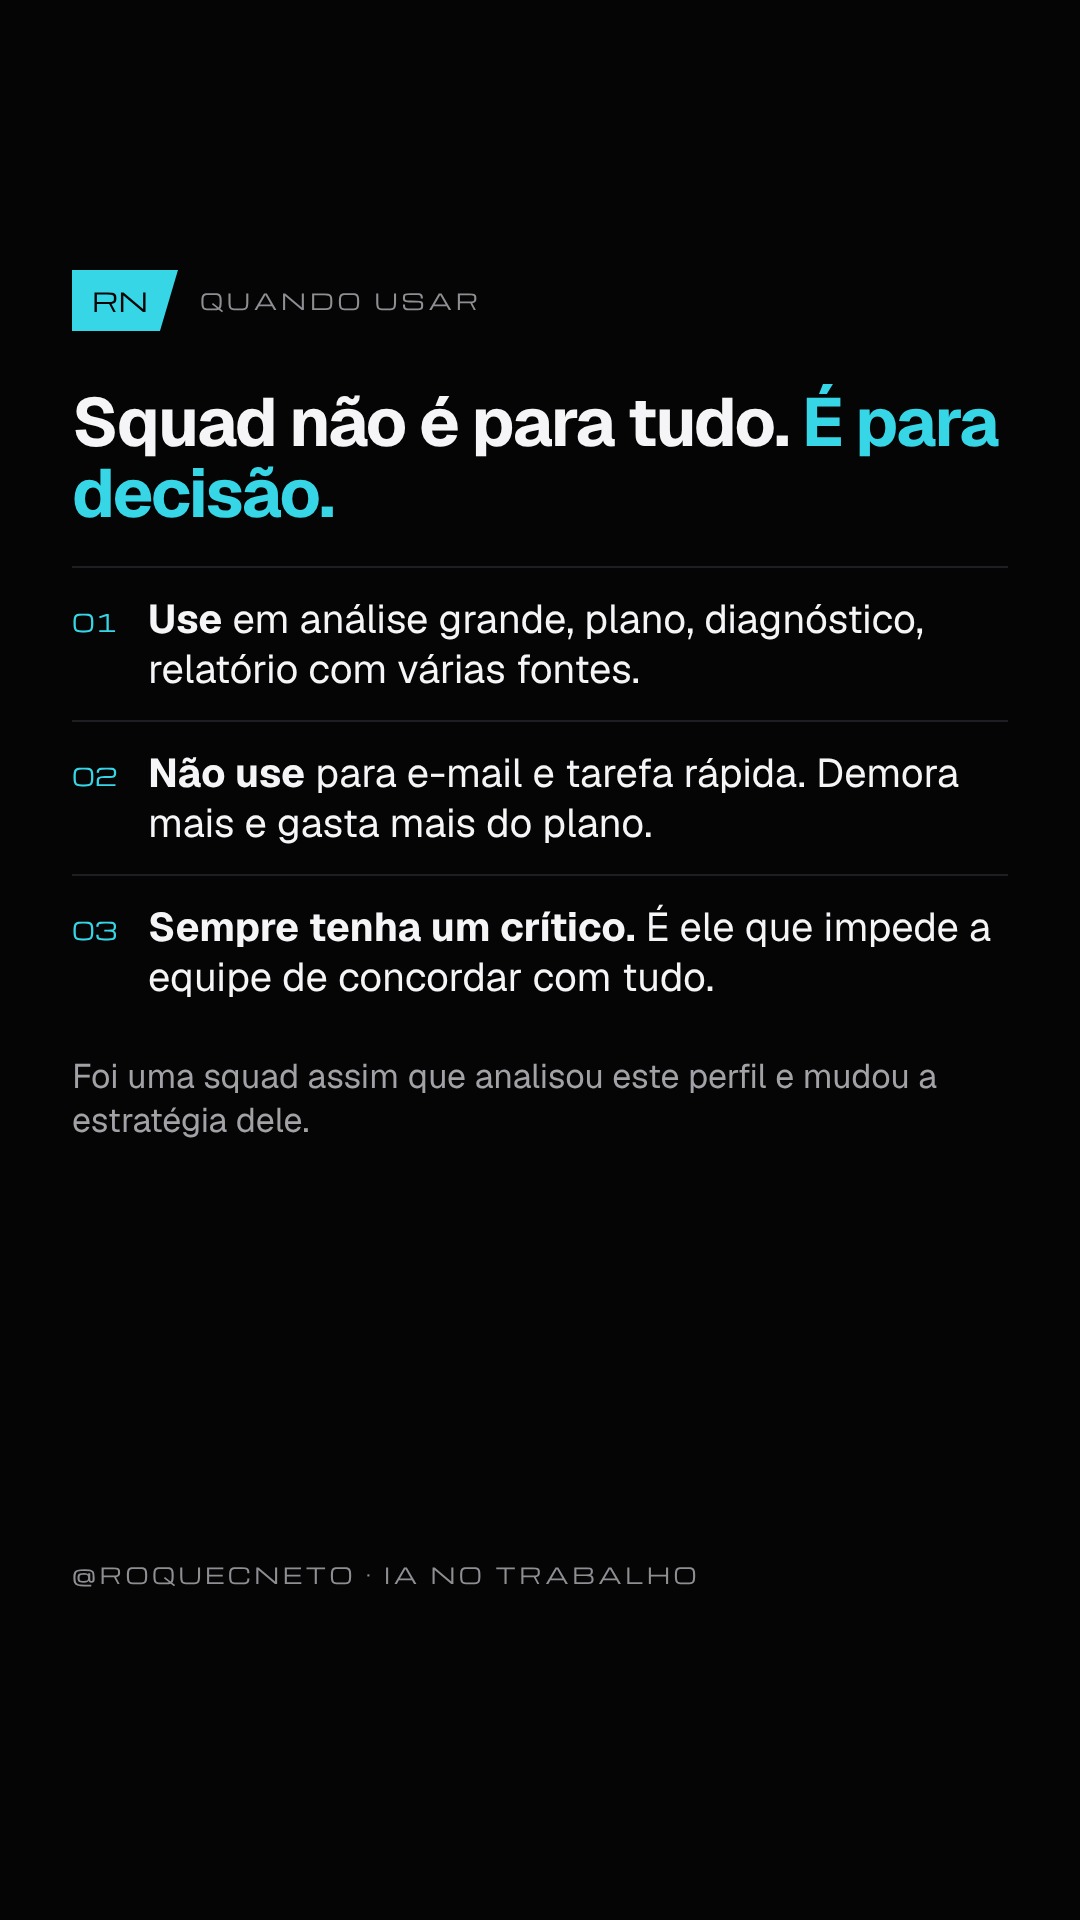 RN QUANDO USAR
Squad não é para tudo. É para
decisão.
01 Use em análise grande, plano, diagnóstico,
relatório com várias fontes.
02 Não use para e-mail e tarefa rápida. Demora
mais e gasta mais do plano.
03 Sempre tenha um crítico. É ele que impede a
equipe de concordar com tudo.
Foi uma squad assim que analisou este perfil e mudou a
estratégia dele.
@ROQUECNETO · IA NO TRABALHO